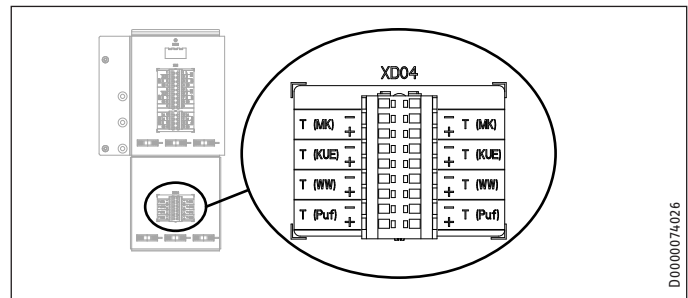 XD04
T (MK) − + − + T (MK)
T (KUE) − + − + T (KUE)
T (WW) − + − + T (WW)
T (Puf) − + − + T (Puf)
D0000074026